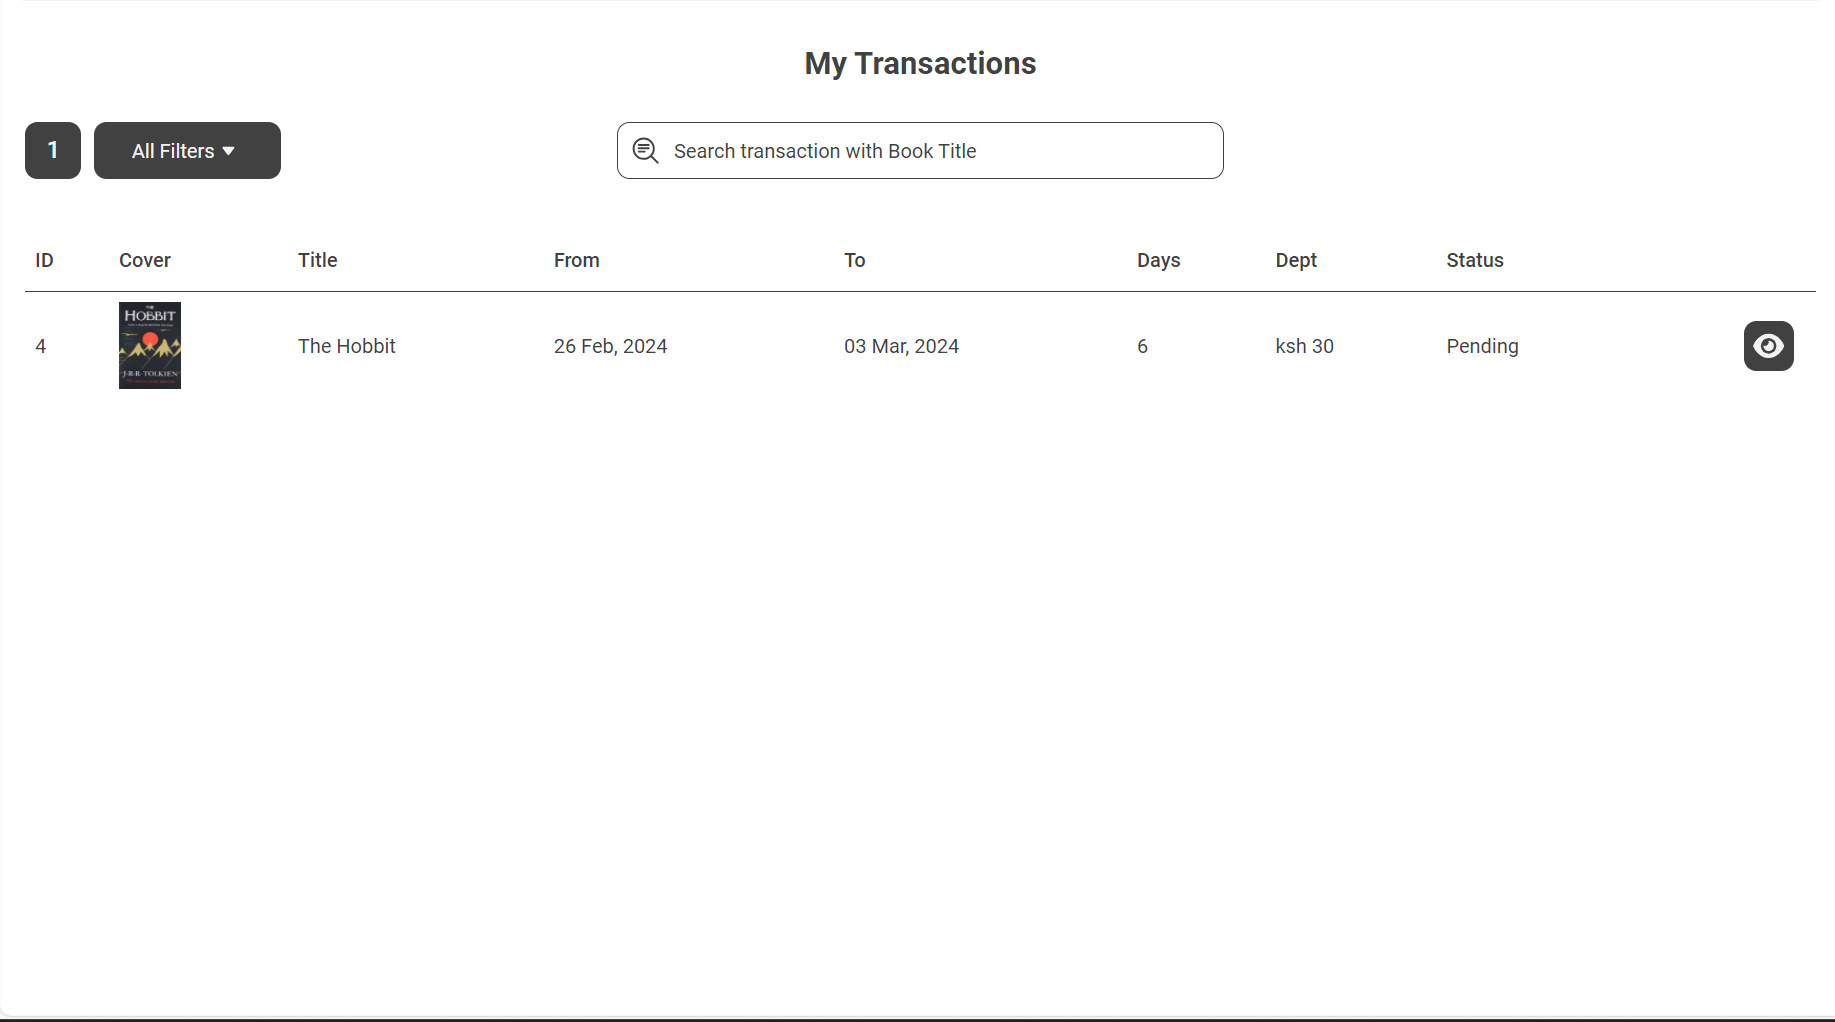 My Transactions
1 All Filters Search transaction with Book Title
ID Cover Title From To Days Dept Status
THE
HOBBIT
J·R·R·TOLKIEN
4 The Hobbit 26 Feb, 2024 03 Mar, 2024 6 ksh 30 Pending